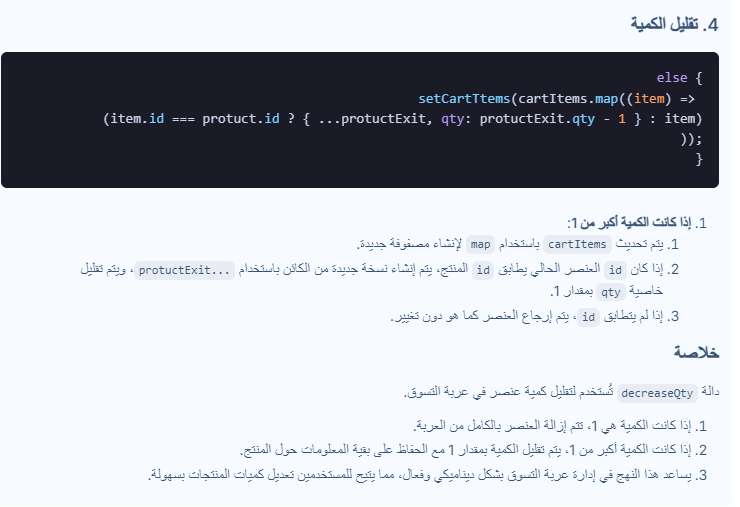 4. تقليل الكمية
else {
setCartTtems(cartItems.map((item) =>
(item.id === protuct.id ? { ...protuctExit, qty: protuctExit.qty - 1 } : item)
));
}
1. إذا كانت الكمية أكبر من 1:
1. يتم تحديث cartItems باستخدام map لإنشاء مصفوفة جديدة.
2. إذا كان id العنصر الحالي يطابق id المنتج، يتم إنشاء نسخة جديدة من الكائن باستخدام ...protuctExit، ويتم تقليل
خاصية qty بمقدار 1.
3. إذا لم يتطابق id، يتم إرجاع العنصر كما هو دون تغيير.
خلاصة
دالة decreaseQty تُستخدم لتقليل كمية عنصر في عربة التسوق.
1. إذا كانت الكمية هي 1، تتم إزالة العنصر بالكامل من العربة.
2. إذا كانت الكمية أكبر من 1، يتم تقليل الكمية بمقدار 1 مع الحفاظ على بقية المعلومات حول المنتج.
3. يساعد هذا النهج في إدارة عربة التسوق بشكل ديناميكي وفعال، مما يتيح للمستخدمين تعديل كميات المنتجات بسهولة.